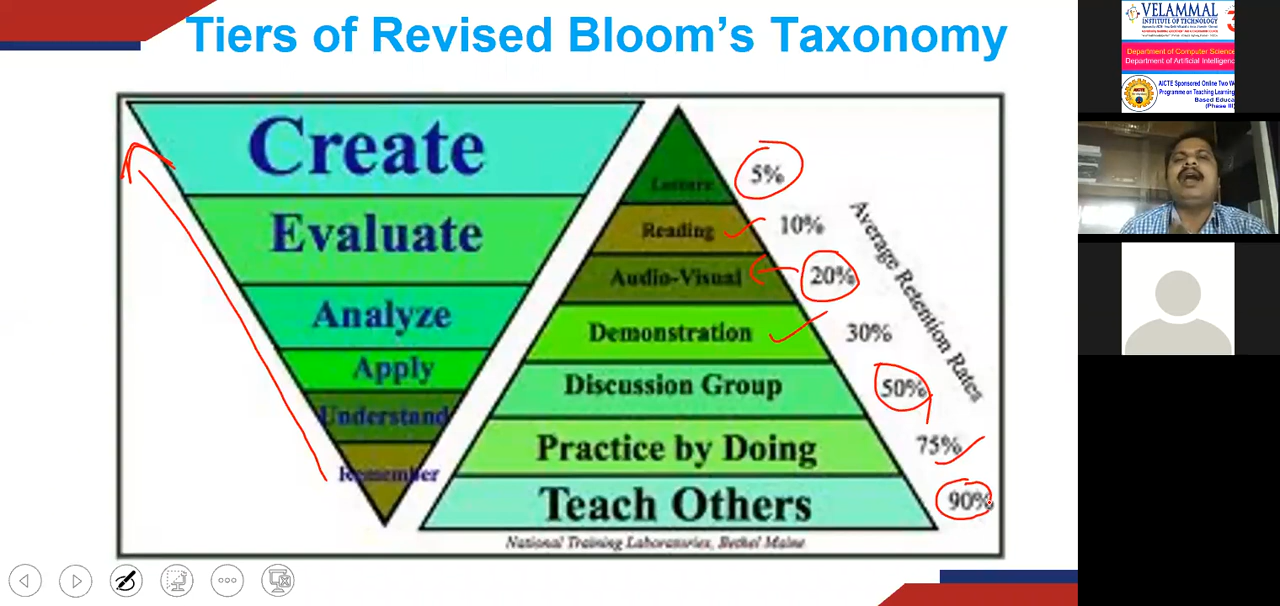 Tiers of Revised Bloom's Taxonomy
Create
Evaluate
Analyze
Apply
Understand
Remember
Lecture
5%
Reading
10%
Audio-Visual
20%
Demonstration
30%
Discussion Group
50%
Practice by Doing
75%
Teach Others
90%
Average Retention Rates
National Training Laboratories, Bethel Maine
VELAMMAL
INSTITUTE OF TECHNOLOGY
Department of Computer Science
Department of Artificial Intelligenc
AICTE
AICTE Sponsored Online Two W
Programme on Teaching Learning
Based Educa
(Phase III)